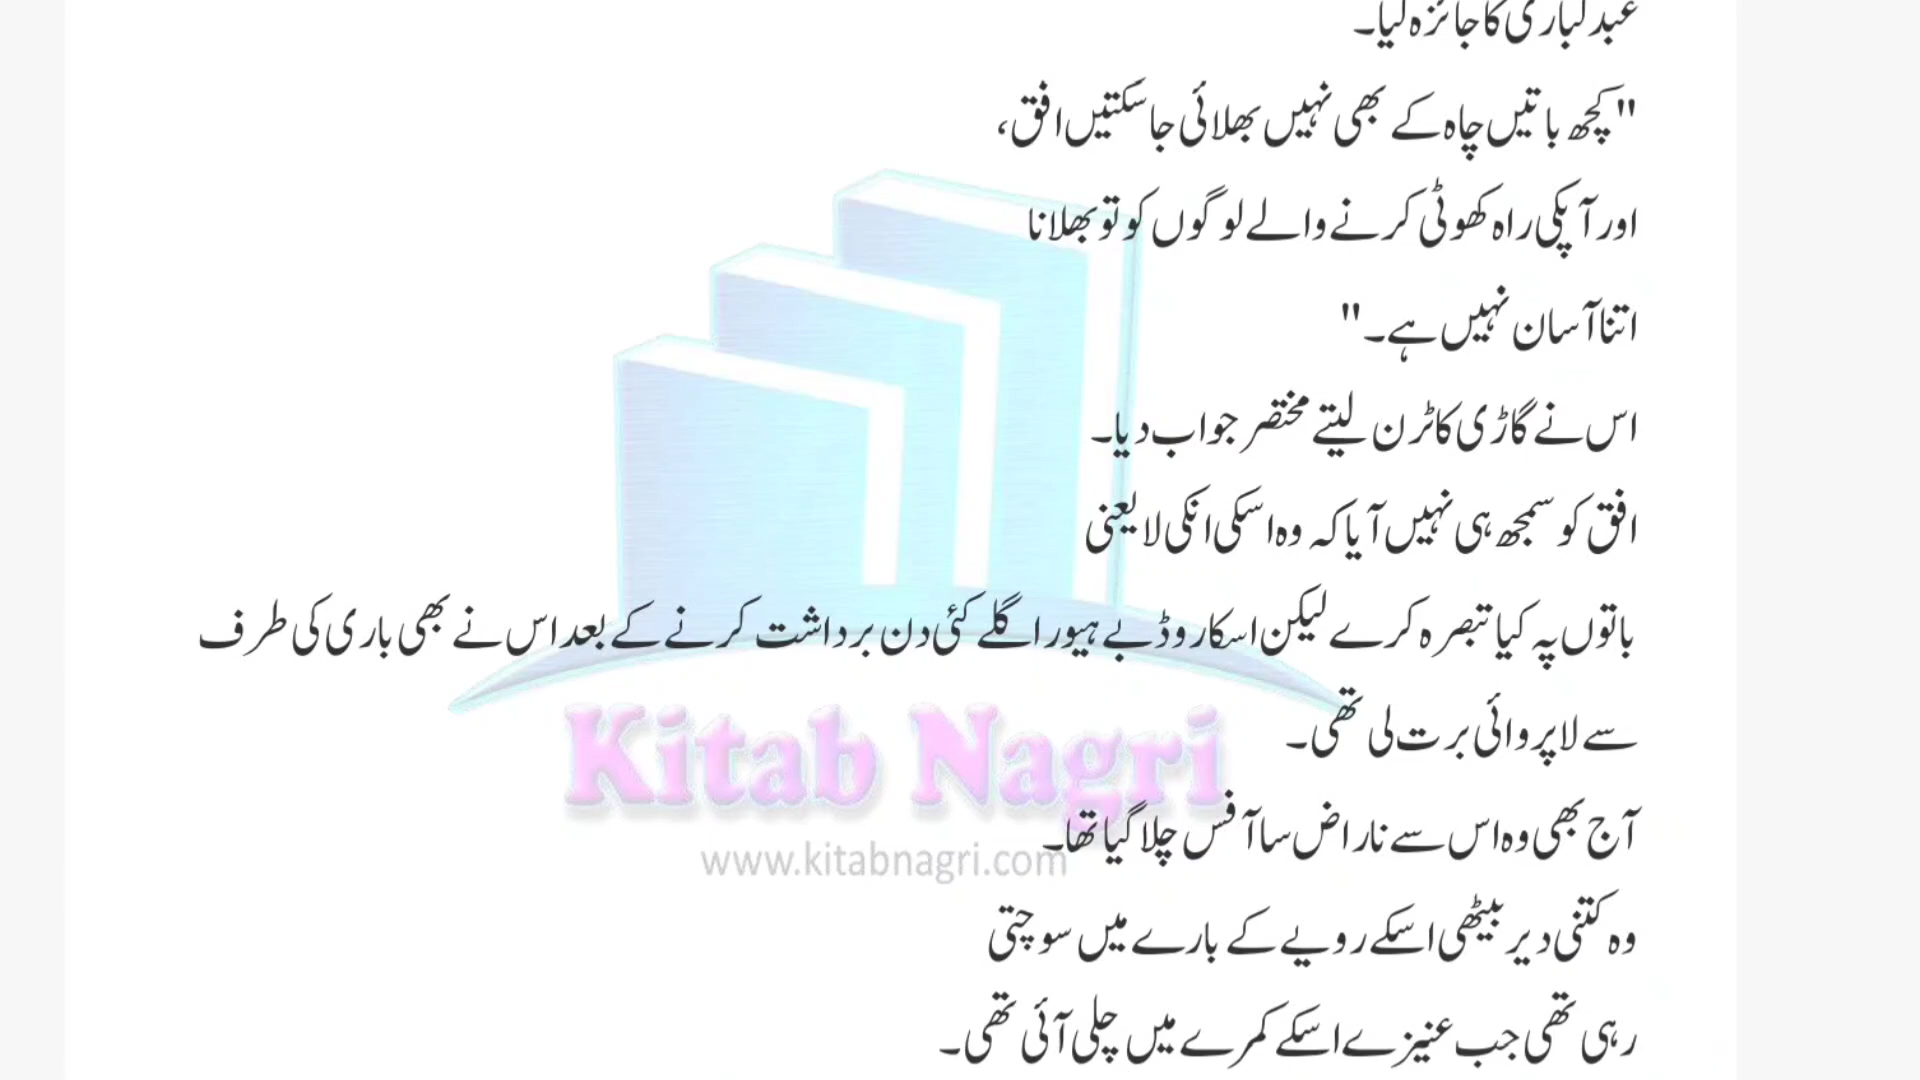 عبدلباری کا جائزہ لیا۔
"کچھ باتیں چاہ کے بھی نہیں بھلائی جا سکتیں افق،
اور آپکی راہ کھوٹی کرنے والے لوگوں کو تو بھلانا
اتنا آسان نہیں ہے۔"
اس نے گاڑی کا ٹرن لیتے مختصر جواب دیا۔
افق کو سمجھ ہی نہیں آیا کہ وہ اسکی انکی لایعنی
باتوں پہ کیا تبصرہ کرے لیکن اسکا روڈ بے ہیور اگلے کئی دن برداشت کرنے کے بعد اس نے بھی باری کی طرف
سے لاپروائی برت لی تھی۔
آج بھی وہ اس سے ناراض سا آفس چلا گیا تھا۔
وہ کتنی دیر بیٹھی اسکے رویے کے بارے میں سوچتی
رہی تھی جب عنیزے اسکے کمرے میں چلی آئی تھی۔
Kitab Nagri
www.kitabnagri.com